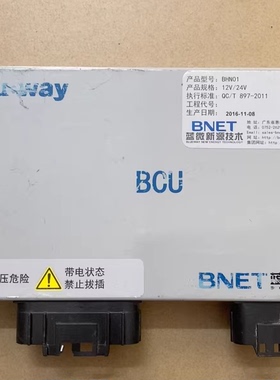 way
产品型号: BHN01
产品规格: 12V/24V
执行标准: QC/T 897-2011
工程代号:
生产日期: 2016-11-06
BNET
蓝微新源技术
BCU
压危险
带电状态
禁止拔插
BNET